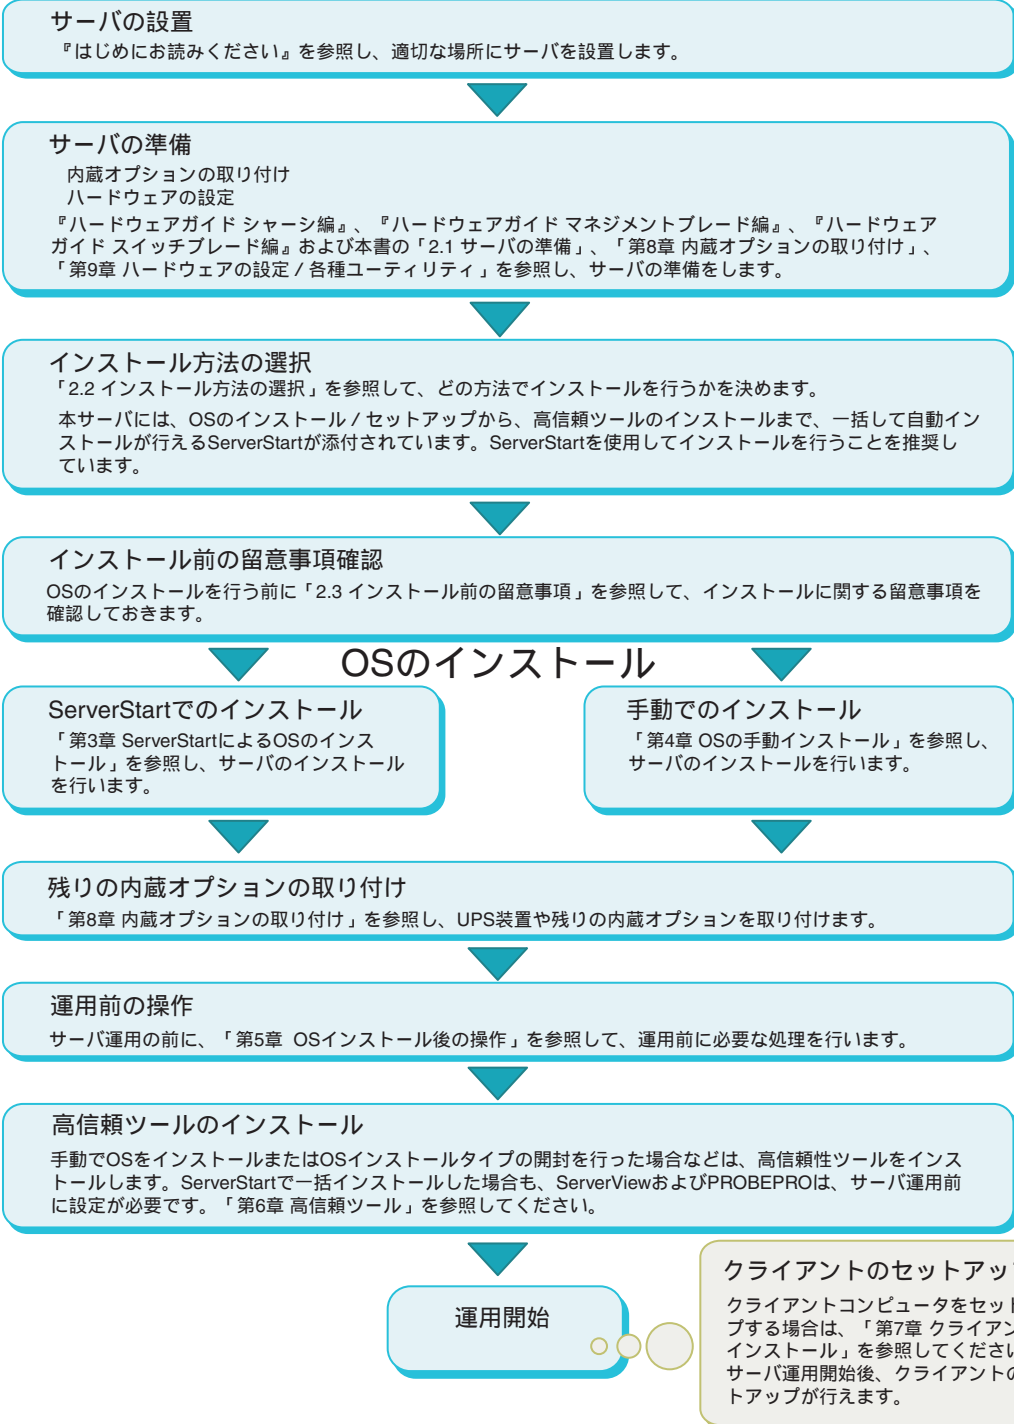 サーバの設置
『はじめにお読みください』を参照し、適切な場所にサーバを設置します。
サーバの準備
内蔵オプションの取り付け
ハードウェアの設定
『ハードウェアガイド シャーシ編』、『ハードウェアガイド マネジメントブレード編』、『ハードウェア
ガイド スイッチブレード編』および本書の「2.1 サーバの準備」、「第8章 内蔵オプションの取り付け」、
「第9章 ハードウェアの設定 / 各種ユーティリティ」を参照し、サーバの準備をします。
インストール方法の選択
「2.2 インストール方法の選択」を参照して、どの方法でインストールを行うかを決めます。
本サーバには、OSのインストール / セットアップから、高信頼ツールのインストールまで、一括して自動イン
ストールが行えるServerStartが添付されています。ServerStartを使用してインストールを行うことを推奨し
ています。
インストール前の留意事項確認
OSのインストールを行う前に「2.3 インストール前の留意事項」を参照して、インストールに関する留意事項を
確認しておきます。
OSのインストール
ServerStartでのインストール
「第3章 ServerStartによるOSのインス
トール」を参照し、サーバのインストール
を行います。
手動でのインストール
「第4章 OSの手動インストール」を参照し、
サーバのインストールを行います。
残りの内蔵オプションの取り付け
「第8章 内蔵オプションの取り付け」を参照し、UPS装置や残りの内蔵オプションを取り付けます。
運用前の操作
サーバ運用の前に、「第5章 OSインストール後の操作」を参照して、運用前に必要な処理を行います。
高信頼ツールのインストール
手動でOSをインストールまたはOSインストールタイプの開封を行った場合などは、高信頼性ツールをインス
トールします。ServerStartで一括インストールした場合も、ServerViewおよびPROBEPROは、サーバ運用前
に設定が必要です。「第6章 高信頼ツール」を参照してください。
運用開始
クライアントのセットアッ
クライアントコンピュータをセット
プする場合は、「第7章 クライアン
インストール」を参照してください
サーバ運用開始後、クライアントの
トアップが行えます。